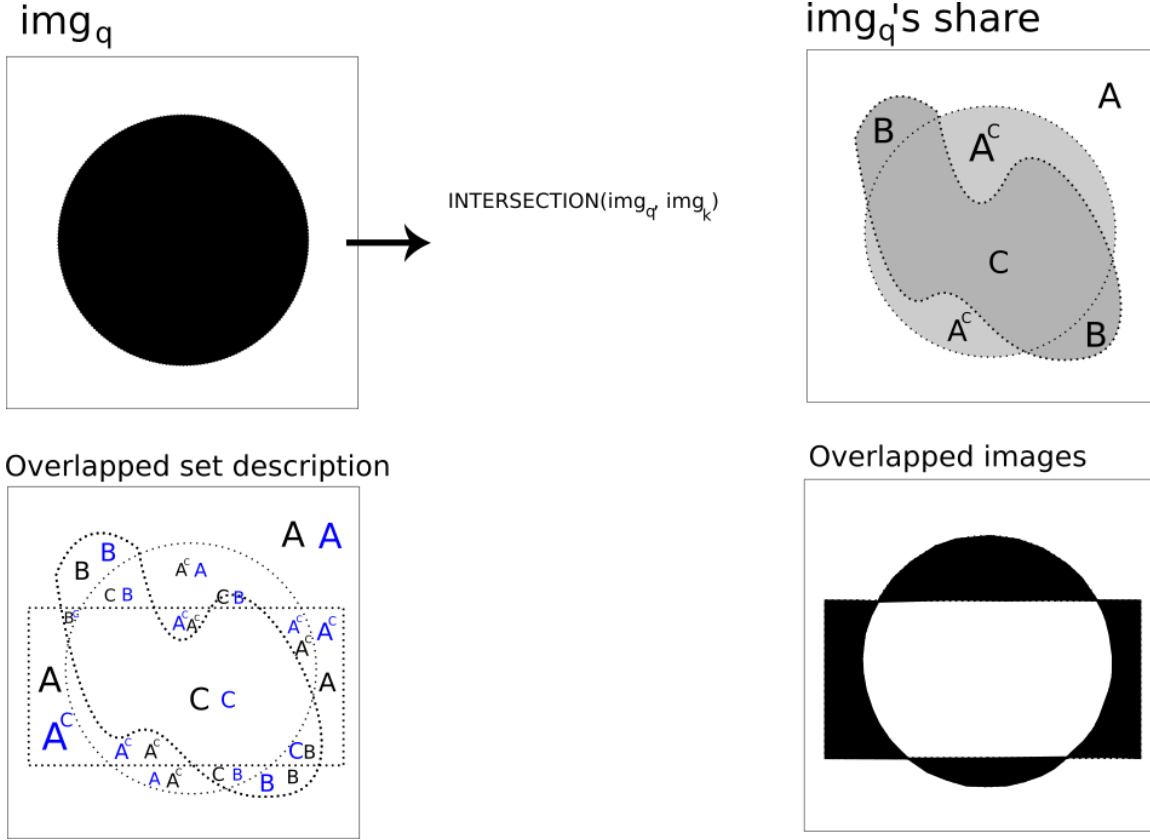 img_q
img_q's share
INTERSECTION(img_q, img_k)
A
B
A^C
C
A^C
B
Overlapped set description
Overlapped images
A A
B B
A^C A
C B
C B
B C
A^C A^C
A^C A^C
A^C
A
A
C C
A^C
A^C A^C
C B
A A^C
C B
B B